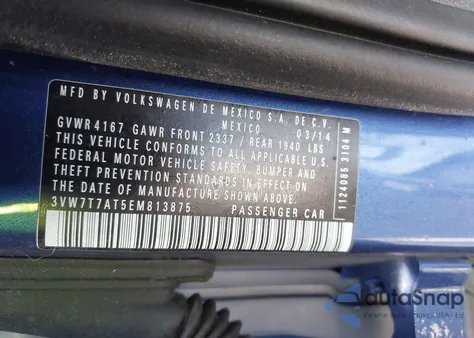 MFD BY VOLKSWAGEN DE MEXICO S.A. DE C.V.
MEXICO 03/14
GVWR 4167 GAWR FRONT 2337 / REAR 1940 LBS
THIS VEHICLE CONFORMS TO ALL APPLICABLE
FEDERAL MOTOR VEHICLE SAFETY, BUMPER AND
THEFT PREVENTION STANDARDS IN EFFECT ON
THE DATE OF MANUFACTURE SHOWN ABOVE.
3VW7T7AT5EM813875 PASSENGER CAR
1124085 3104 M
autoSnap